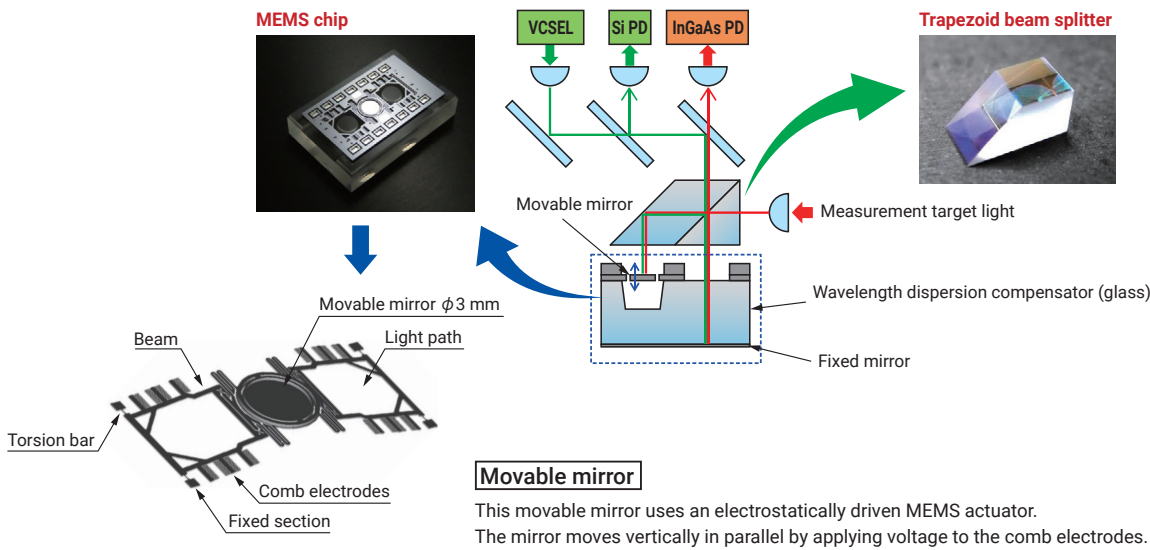 MEMS chip
VCSEL
Si PD
InGaAs PD
Trapezoid beam splitter
Movable mirror
Measurement target light
Wavelength dispersion compensator (glass)
Fixed mirror
Movable mirror ϕ3 mm
Beam
Light path
Torsion bar
Comb electrodes
Fixed section
Movable mirror
This movable mirror uses an electrostatically driven MEMS actuator.
The mirror moves vertically in parallel by applying voltage to the comb electrodes.